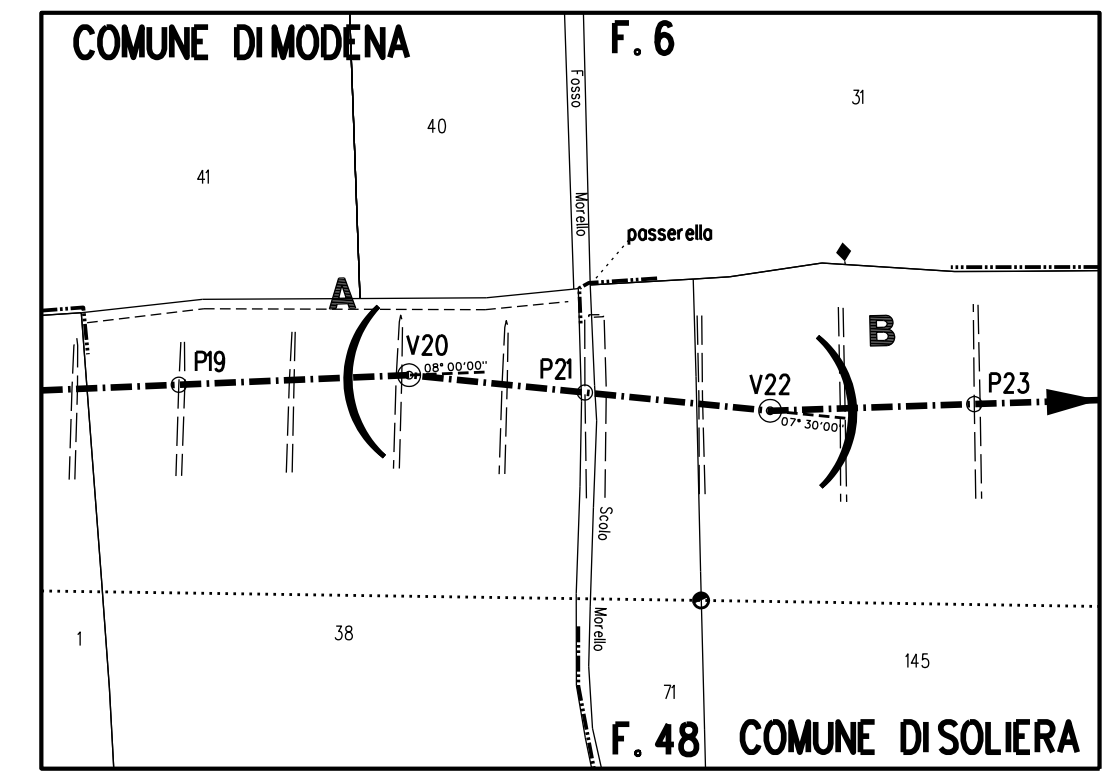 COMUNE DI MODENA
F. 6
Fosso
31
40
41
Morello
passerella
A
B
V20
P19
08° 00'00"
P21
V22
P23
07° 30'00"
Scolo
Morello
1
38
145
71
F. 48
COMUNE DI SOLIERA